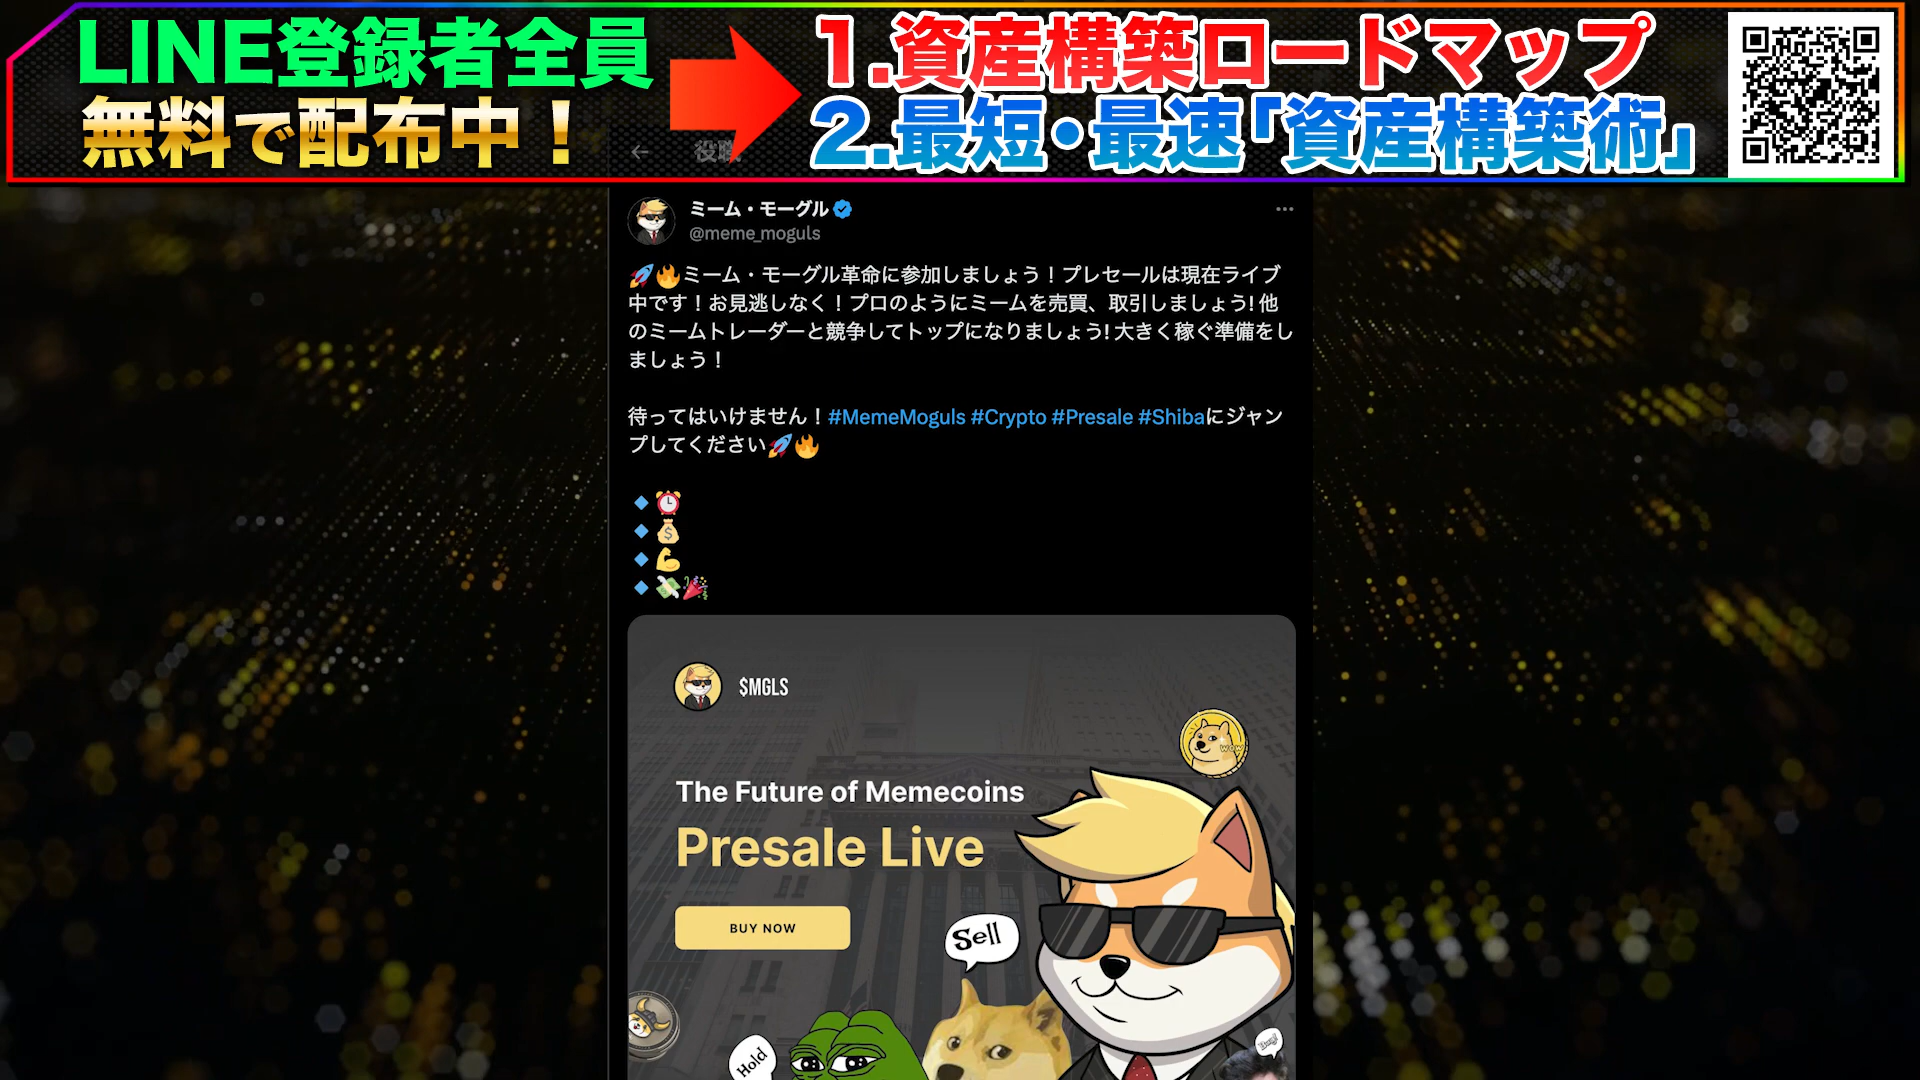 LINE登録者全員
無料で配布中！
1.資産構築ロードマップ
2.最短・最速「資産構築術」
役職
ミーム・モーグル
@meme_moguls
🚀🔥ミーム・モーグル革命に参加しましょう！プレセールは現在ライブ
中です！お見逃しなく！プロのようにミームを売買、取引しましょう! 他
のミームトレーダーと競争してトップになりましょう! 大きく稼ぐ準備をし
ましょう！
待ってはいけません！#MemeMoguls #Crypto #Presale #Shibaにジャン
プしてください🚀🔥
🔹⏰
🔹💰
🔹💪
🔹💸🎉
$MGLS
WOW
The Future of Memecoins
Presale Live
BUY NOW
Sell
Hold